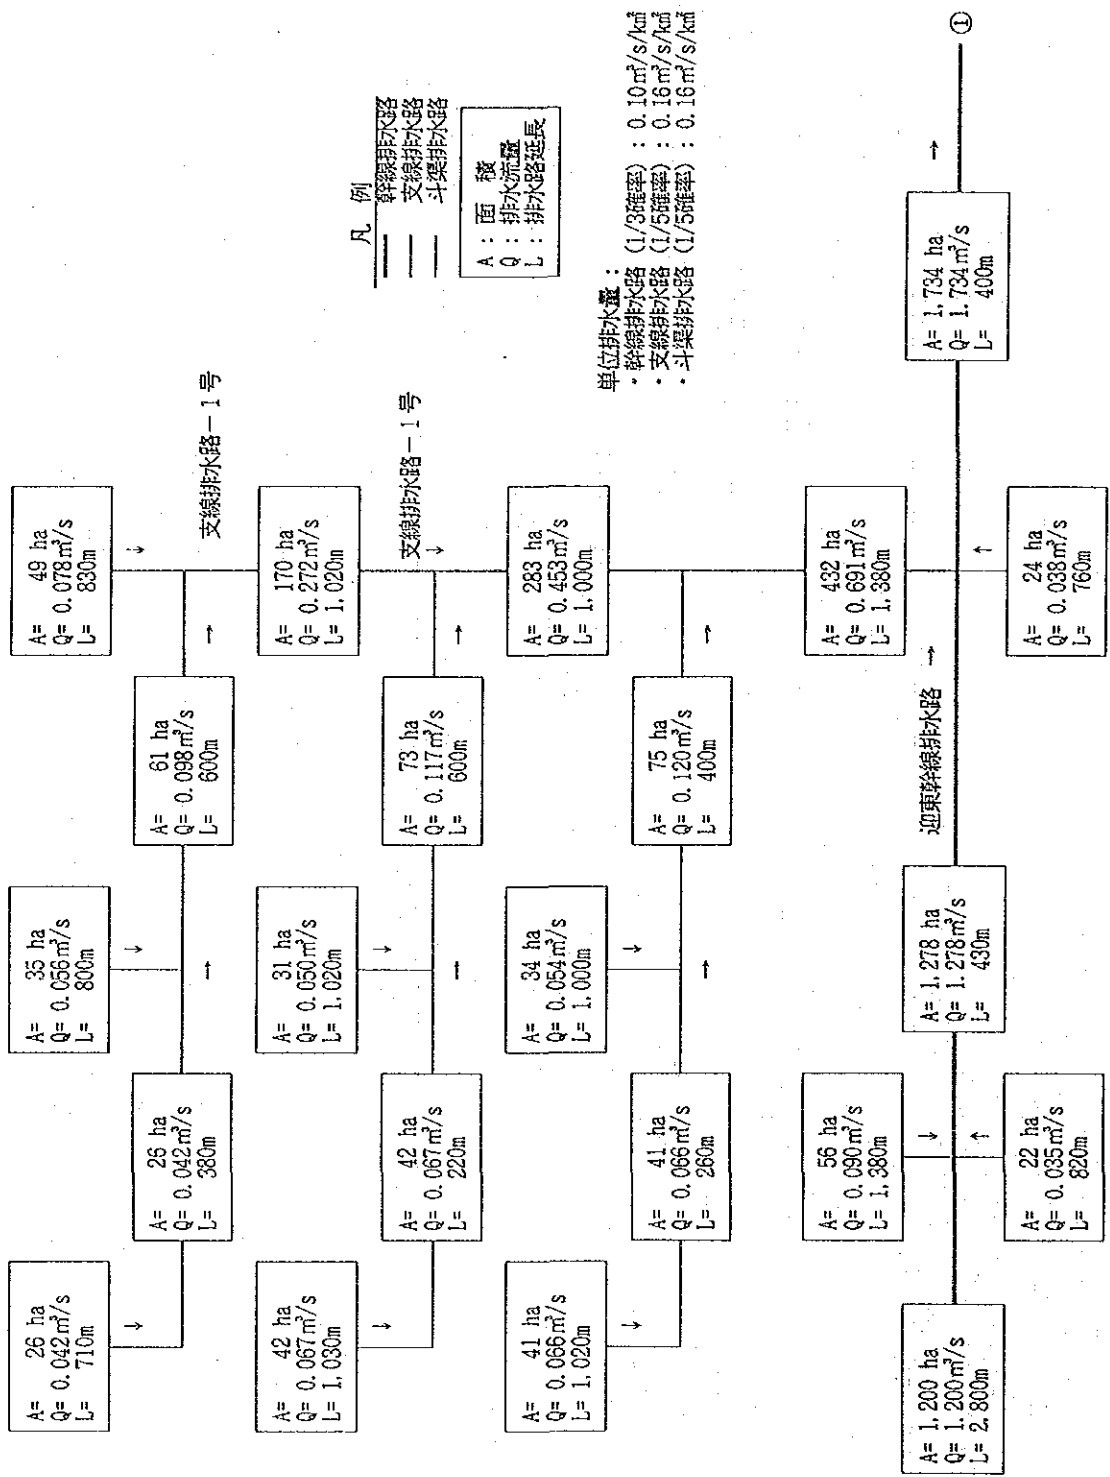 A= 26 ha
Q= 0.042m³/s
L= 710m
A= 35 ha
Q= 0.056m³/s
L= 800m
A= 49 ha
Q= 0.078m³/s
L= 830m
↓
↓
↓
A= 26 ha
Q= 0.042m³/s
L= 380m
→
A= 61 ha
Q= 0.098m³/s
L= 600m
→
支線排水路－1号
A= 42 ha
Q= 0.067m³/s
L= 1,030m
A= 31 ha
Q= 0.050m³/s
L= 1,020m
A= 170 ha
Q= 0.272m³/s
L= 1,020m
↓
↓
↓
A= 42 ha
Q= 0.067m³/s
L= 220m
→
A= 73 ha
Q= 0.117m³/s
L= 600m
→
支線排水路－1号
A= 41 ha
Q= 0.066m³/s
L= 1,020m
A= 34 ha
Q= 0.054m³/s
L= 1,000m
A= 283 ha
Q= 0.453m³/s
L= 1,000m
↓
↓
A= 41 ha
Q= 0.066m³/s
L= 260m
→
A= 75 ha
Q= 0.120m³/s
L= 400m
→
凡 例
幹線排水路
支線排水路
斗渠排水路
A : 面 積
Q : 排水流量
L : 排水路延長
単位排水量 :
・幹線排水路 (1/3確率) : 0.10m³/s/km²
・支線排水路 (1/5確率) : 0.16m³/s/km²
・斗渠排水路 (1/5確率) : 0.16m³/s/km²
A= 56 ha
Q= 0.090m³/s
L= 1,380m
A= 432 ha
Q= 0.691m³/s
L= 1,380m
↓
A= 1,200 ha
Q= 1.200m³/s
L= 2,800m
A= 1,278 ha
Q= 1.278m³/s
L= 430m
迎東幹線排水路 →
A= 1,734 ha
Q= 1.734m³/s
L= 400m
→
①
↑
↑
A= 22 ha
Q= 0.035m³/s
L= 820m
A= 24 ha
Q= 0.038m³/s
L= 760m